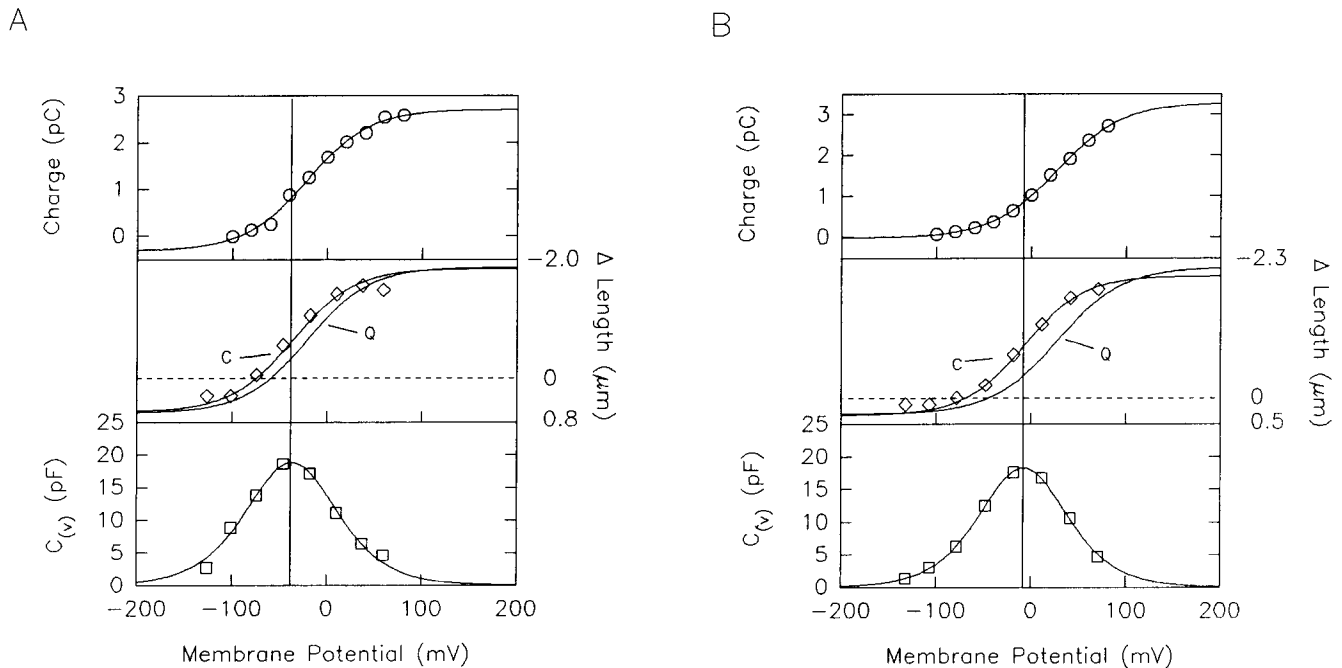 A
Charge (pC)
3
2
1
0
-2.0
0
0.8
Δ Length (μm)
C
Q
C(v) (pF)
25
20
15
10
5
0
-200
-100
0
100
200
Membrane Potential (mV)
B
Charge (pC)
3
2
1
0
-2.3
0
0.5
Δ Length (μm)
C
Q
C(v) (pF)
25
20
15
10
5
0
-200
-100
0
100
200
Membrane Potential (mV)